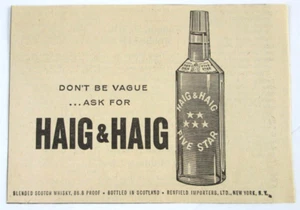 DON'T BE VAGUE
...ASK FOR
HAIG & HAIG
HAIG & HAIG
FIVE STAR
BLENDED SCOTCH WHISKY, 86.8 PROOF • BOTTLED IN SCOTLAND • RENFIELD IMPORTERS, LTD., NEW YORK, N.Y.